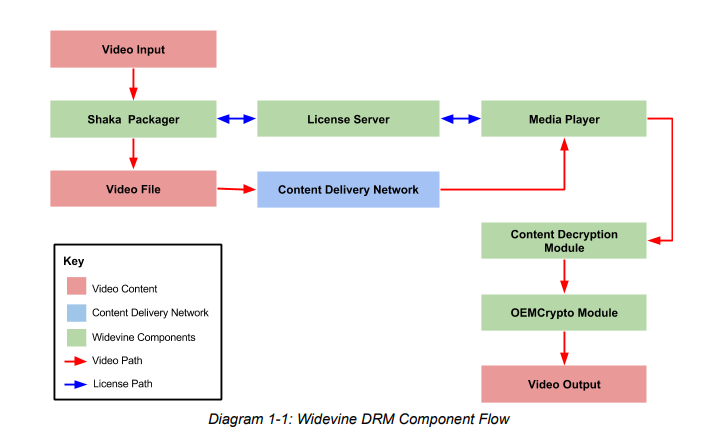 Video Input
Shaka Packager
License Server
Media Player
Video File
Content Delivery Network
Content Decryption
Module
OEMCrypto Module
Video Output
Key
Video Content
Content Delivery Network
Widevine Components
Video Path
License Path
Diagram 1-1: Widevine DRM Component Flow